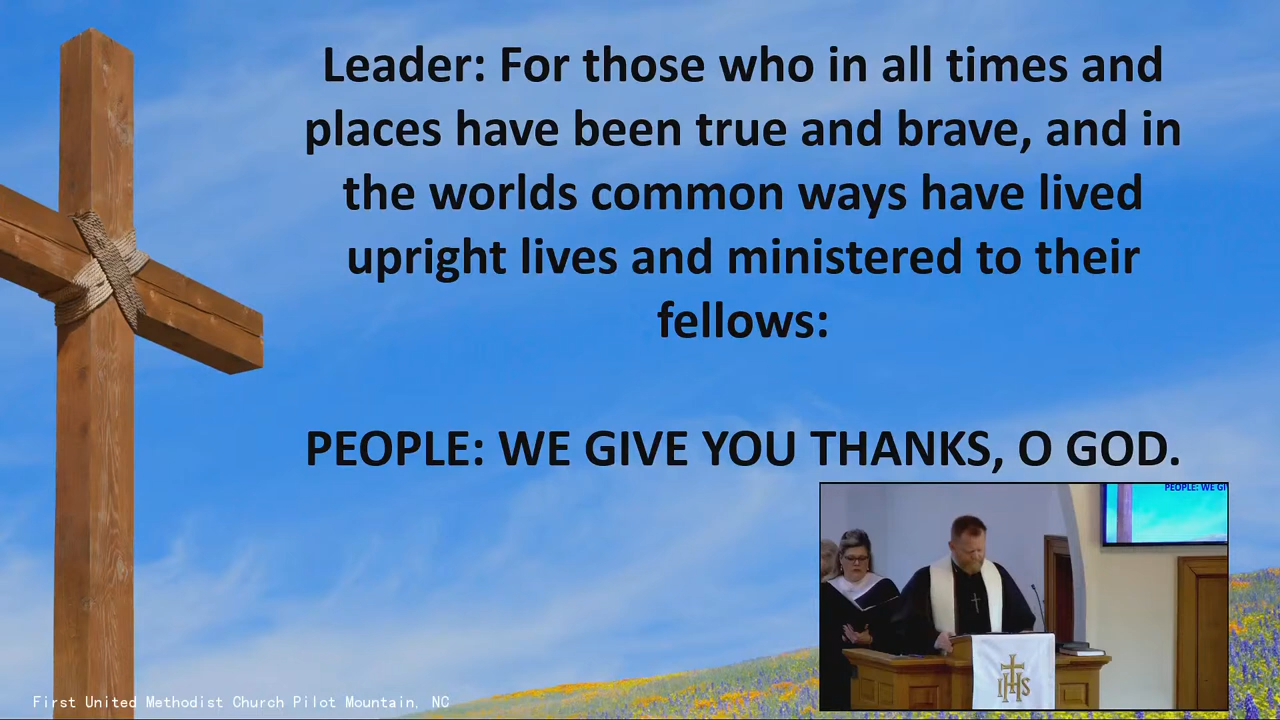 Leader: For those who in all times and
places have been true and brave, and in
the worlds common ways have lived
upright lives and ministered to their
fellows:
PEOPLE: WE GIVE YOU THANKS, O GOD.
PEOPLE: WE GI
IHS
First United Methodist Church Pilot Mountain, NC